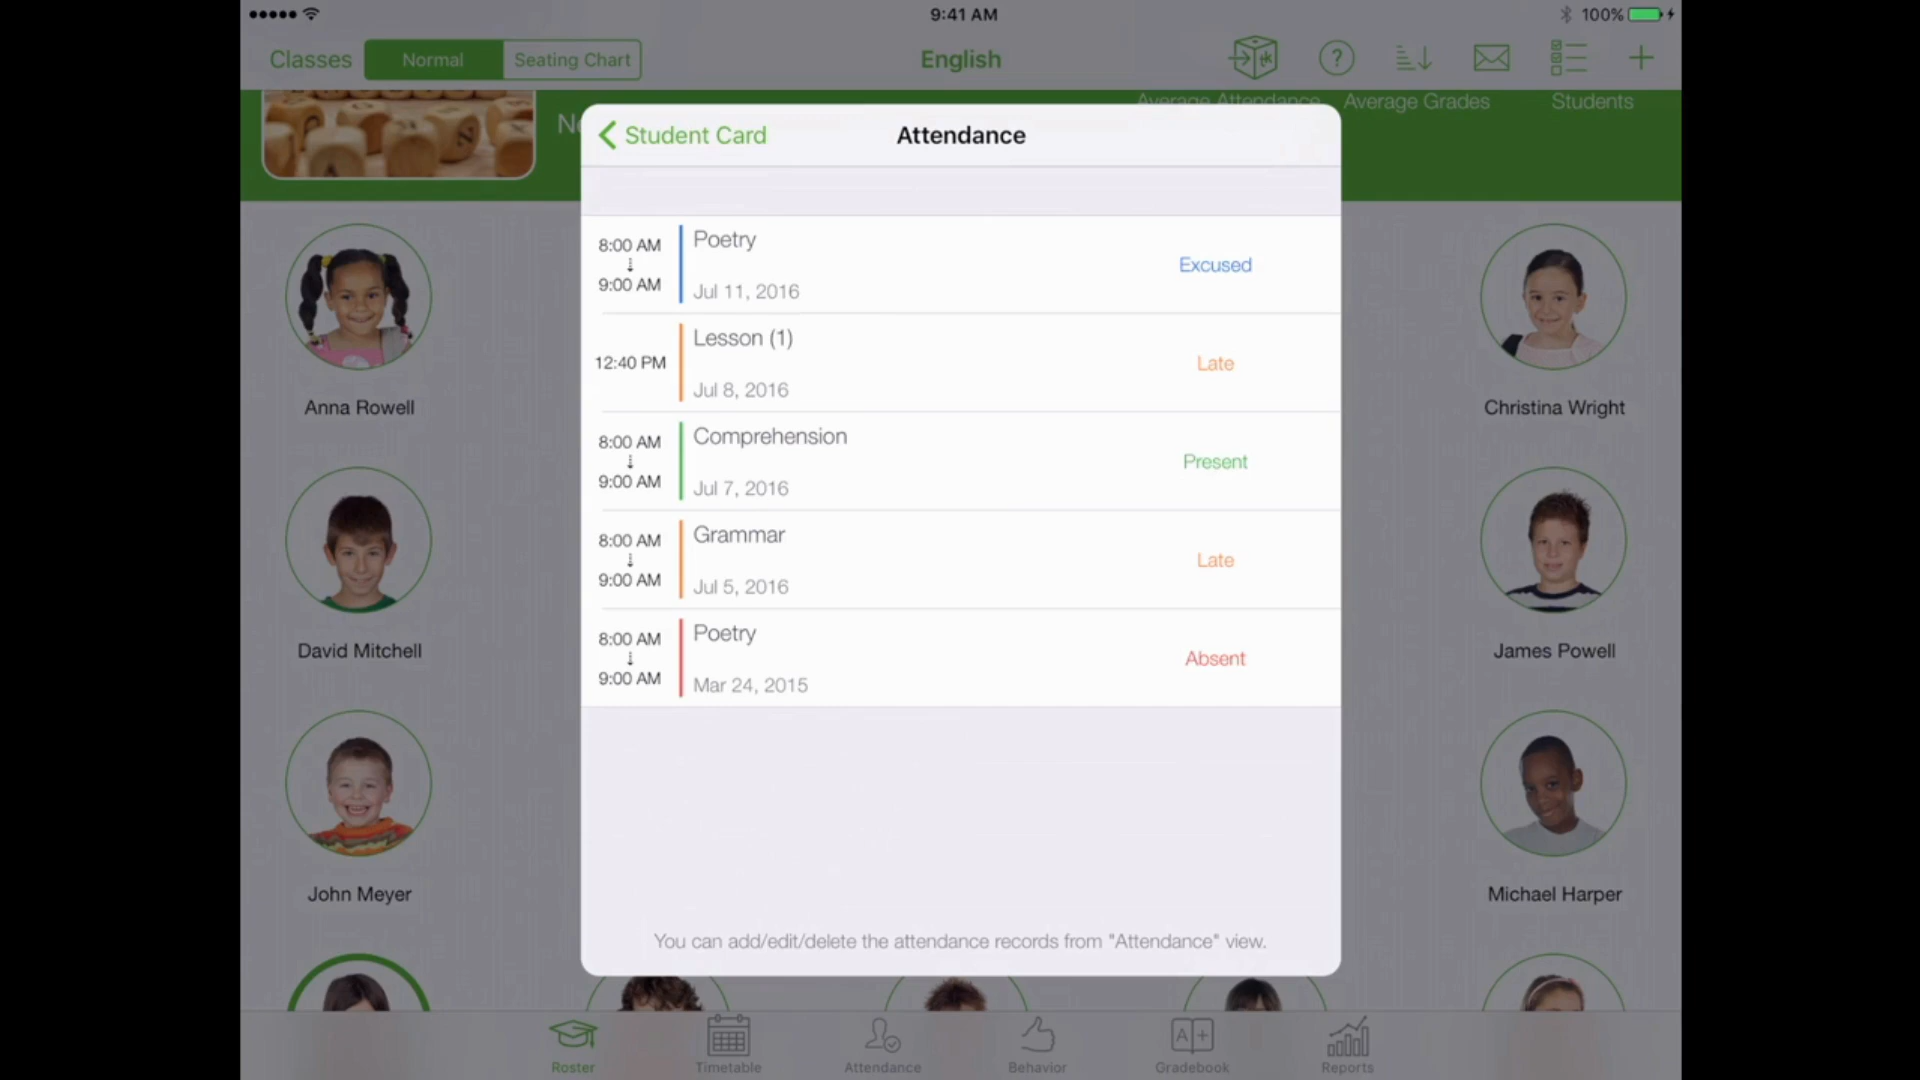 9:41 AM
100%
Classes
Normal
Seating Chart
English
Average Attendance
Average Grades
Students
Student Card
Attendance
8:00 AM
9:00 AM
Poetry
Jul 11, 2016
Excused
12:40 PM
Lesson (1)
Jul 8, 2016
Late
8:00 AM
9:00 AM
Comprehension
Jul 7, 2016
Present
8:00 AM
9:00 AM
Grammar
Jul 5, 2016
Late
8:00 AM
9:00 AM
Poetry
Mar 24, 2015
Absent
You can add/edit/delete the attendance records from "Attendance" view.
Anna Rowell
Christina Wright
David Mitchell
James Powell
John Meyer
Michael Harper
Roster
Timetable
Attendance
Behavior
A+
Gradebook
Reports